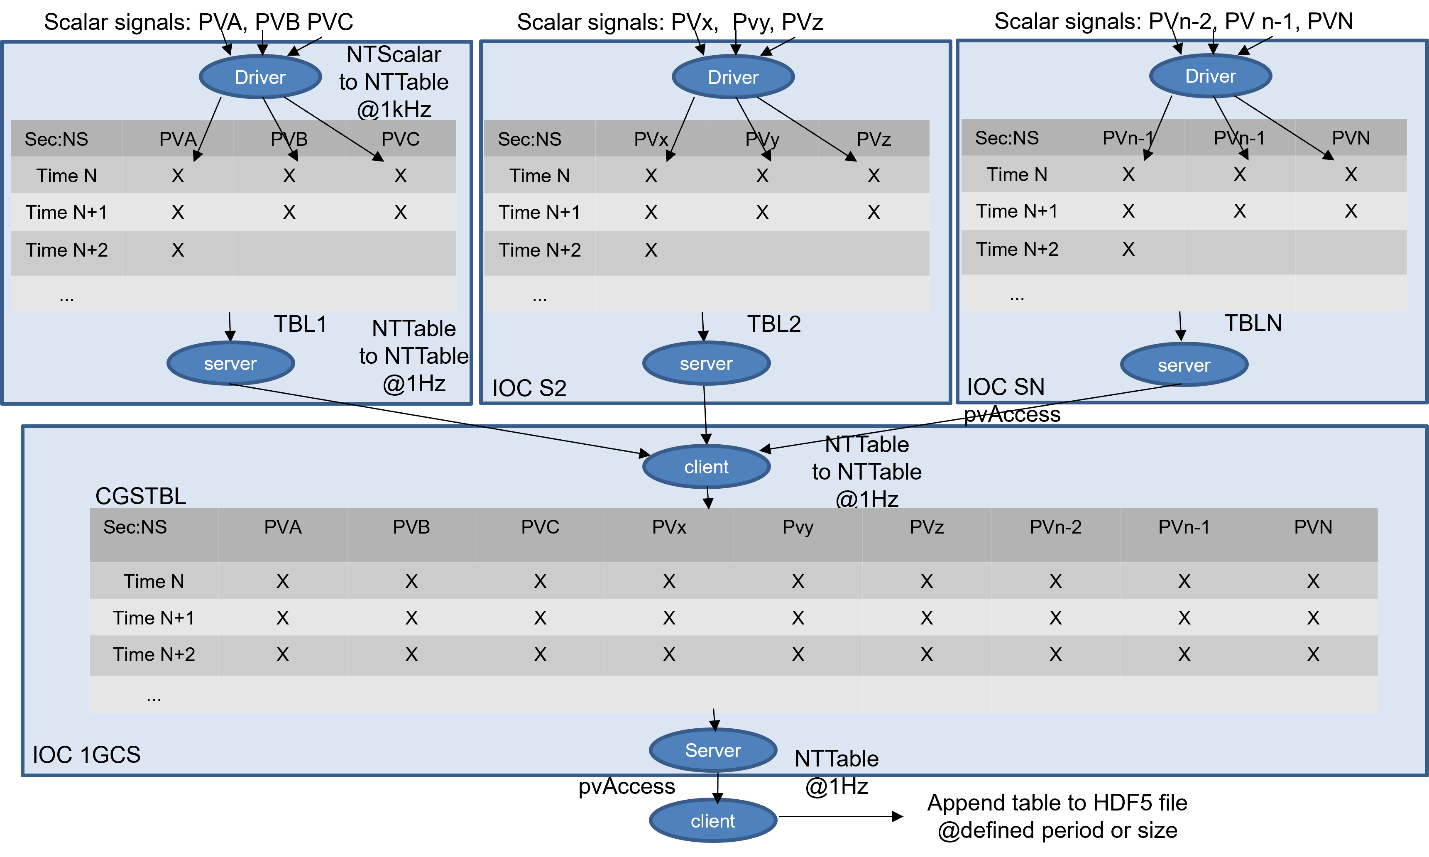 Scalar signals: PVA, PVB PVC
NTScalar
to NTTable
@1kHz
Driver
Sec:NS PVA PVB PVC
Time N X X X
Time N+1 X X X
Time N+2 X
...
TBL1
NTTable
to NTTable
@1Hz
server
Scalar signals: PVx, Pvy, PVz
Driver
Sec:NS PVx PVy PVz
Time N X X X
Time N+1 X X X
Time N+2 X
...
TBL2
server
IOC S2
Scalar signals: PVn-2, PV n-1, PVN
Driver
Sec:NS PVn-1 PVn-1 PVN
Time N X X X
Time N+1 X X X
Time N+2 X
...
TBLN
server
IOC SN
pvAccess
client
NTTable
to NTTable
@1Hz
CGSTBL
Sec:NS PVA PVB PVC PVx Pvy PVz PVn-2 PVn-1 PVN
Time N X X X X X X X X X
Time N+1 X X X X X X X X X
Time N+2 X X X X X X X X X
...
Server
IOC 1GCS
NTTable
@1Hz
pvAccess
client
Append table to HDF5 file
@defined period or size